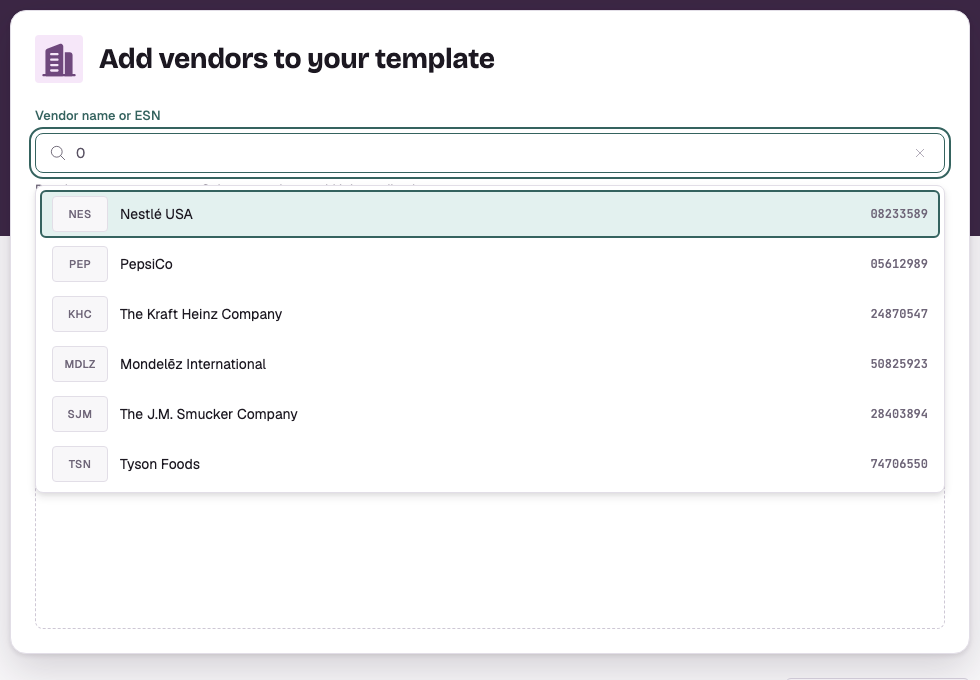 Add vendors to your template
Vendor name or ESN
0
NES Nestlé USA 08233589
PEP PepsiCo 05612989
KHC The Kraft Heinz Company 24870547
MDLZ Mondelēz International 50825923
SJM The J.M. Smucker Company 28403894
TSN Tyson Foods 74706550